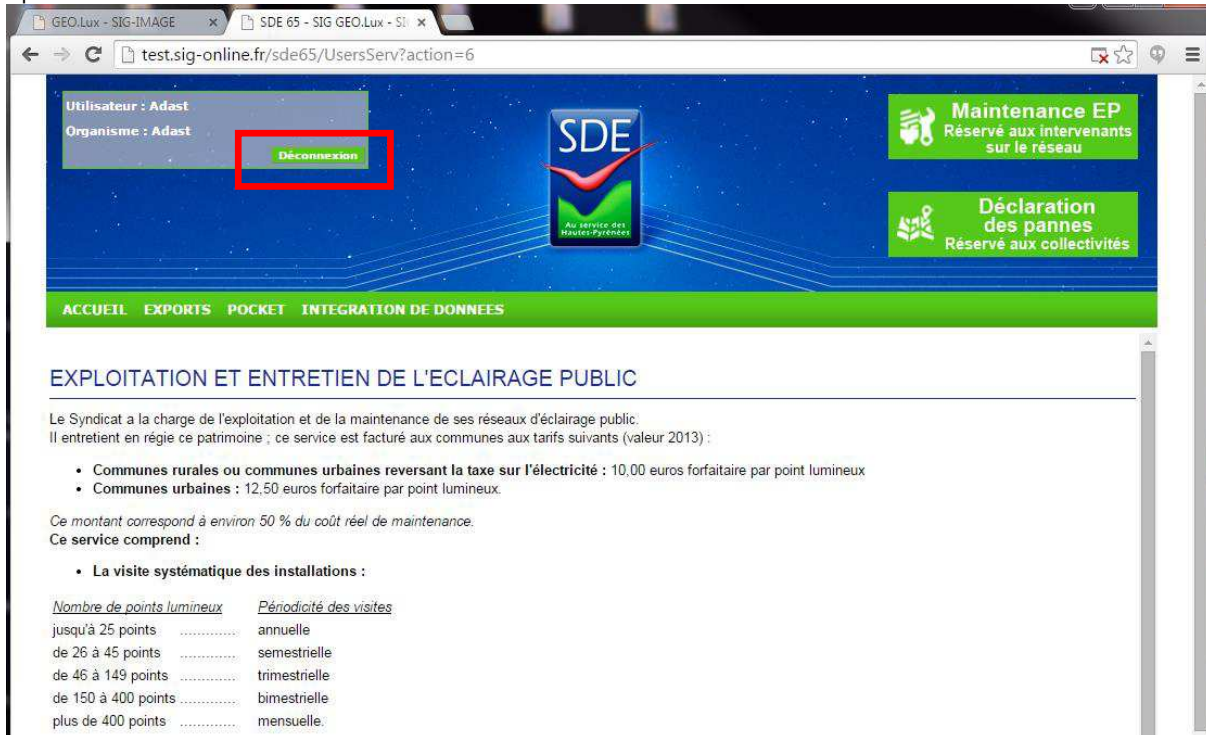 GEO.Lux - SIG-IMAGE
SDE 65 - SIG GEO.Lux - SI
test.sig-online.fr/sde65/UsersServ?action=6
Utilisateur : Adast
Organisme : Adast
Déconnexion
SDE
Au service des
Hautes-Pyrénées
Maintenance EP
Réservé aux intervenants
sur le réseau
Déclaration
des pannes
Réservé aux collectivités
ACCUEIL EXPORTS POCKET INTEGRATION DE DONNEES
EXPLOITATION ET ENTRETIEN DE L'ECLAIRAGE PUBLIC
Le Syndicat a la charge de l'exploitation et de la maintenance de ses réseaux d'éclairage public.
Il entretient en régie ce patrimoine ; ce service est facturé aux communes aux tarifs suivants (valeur 2013) :
• Communes rurales ou communes urbaines reversant la taxe sur l'électricité : 10,00 euros forfaitaire par point lumineux
• Communes urbaines : 12,50 euros forfaitaire par point lumineux.
Ce montant correspond à environ 50 % du coût réel de maintenance.
Ce service comprend :
• La visite systématique des installations :
Nombre de points lumineux Périodicité des visites
jusqu'à 25 points ............. annuelle
de 26 à 45 points ............. semestrielle
de 46 à 149 points ............. trimestrielle
de 150 à 400 points ............. bimestrielle
plus de 400 points ............. mensuelle.